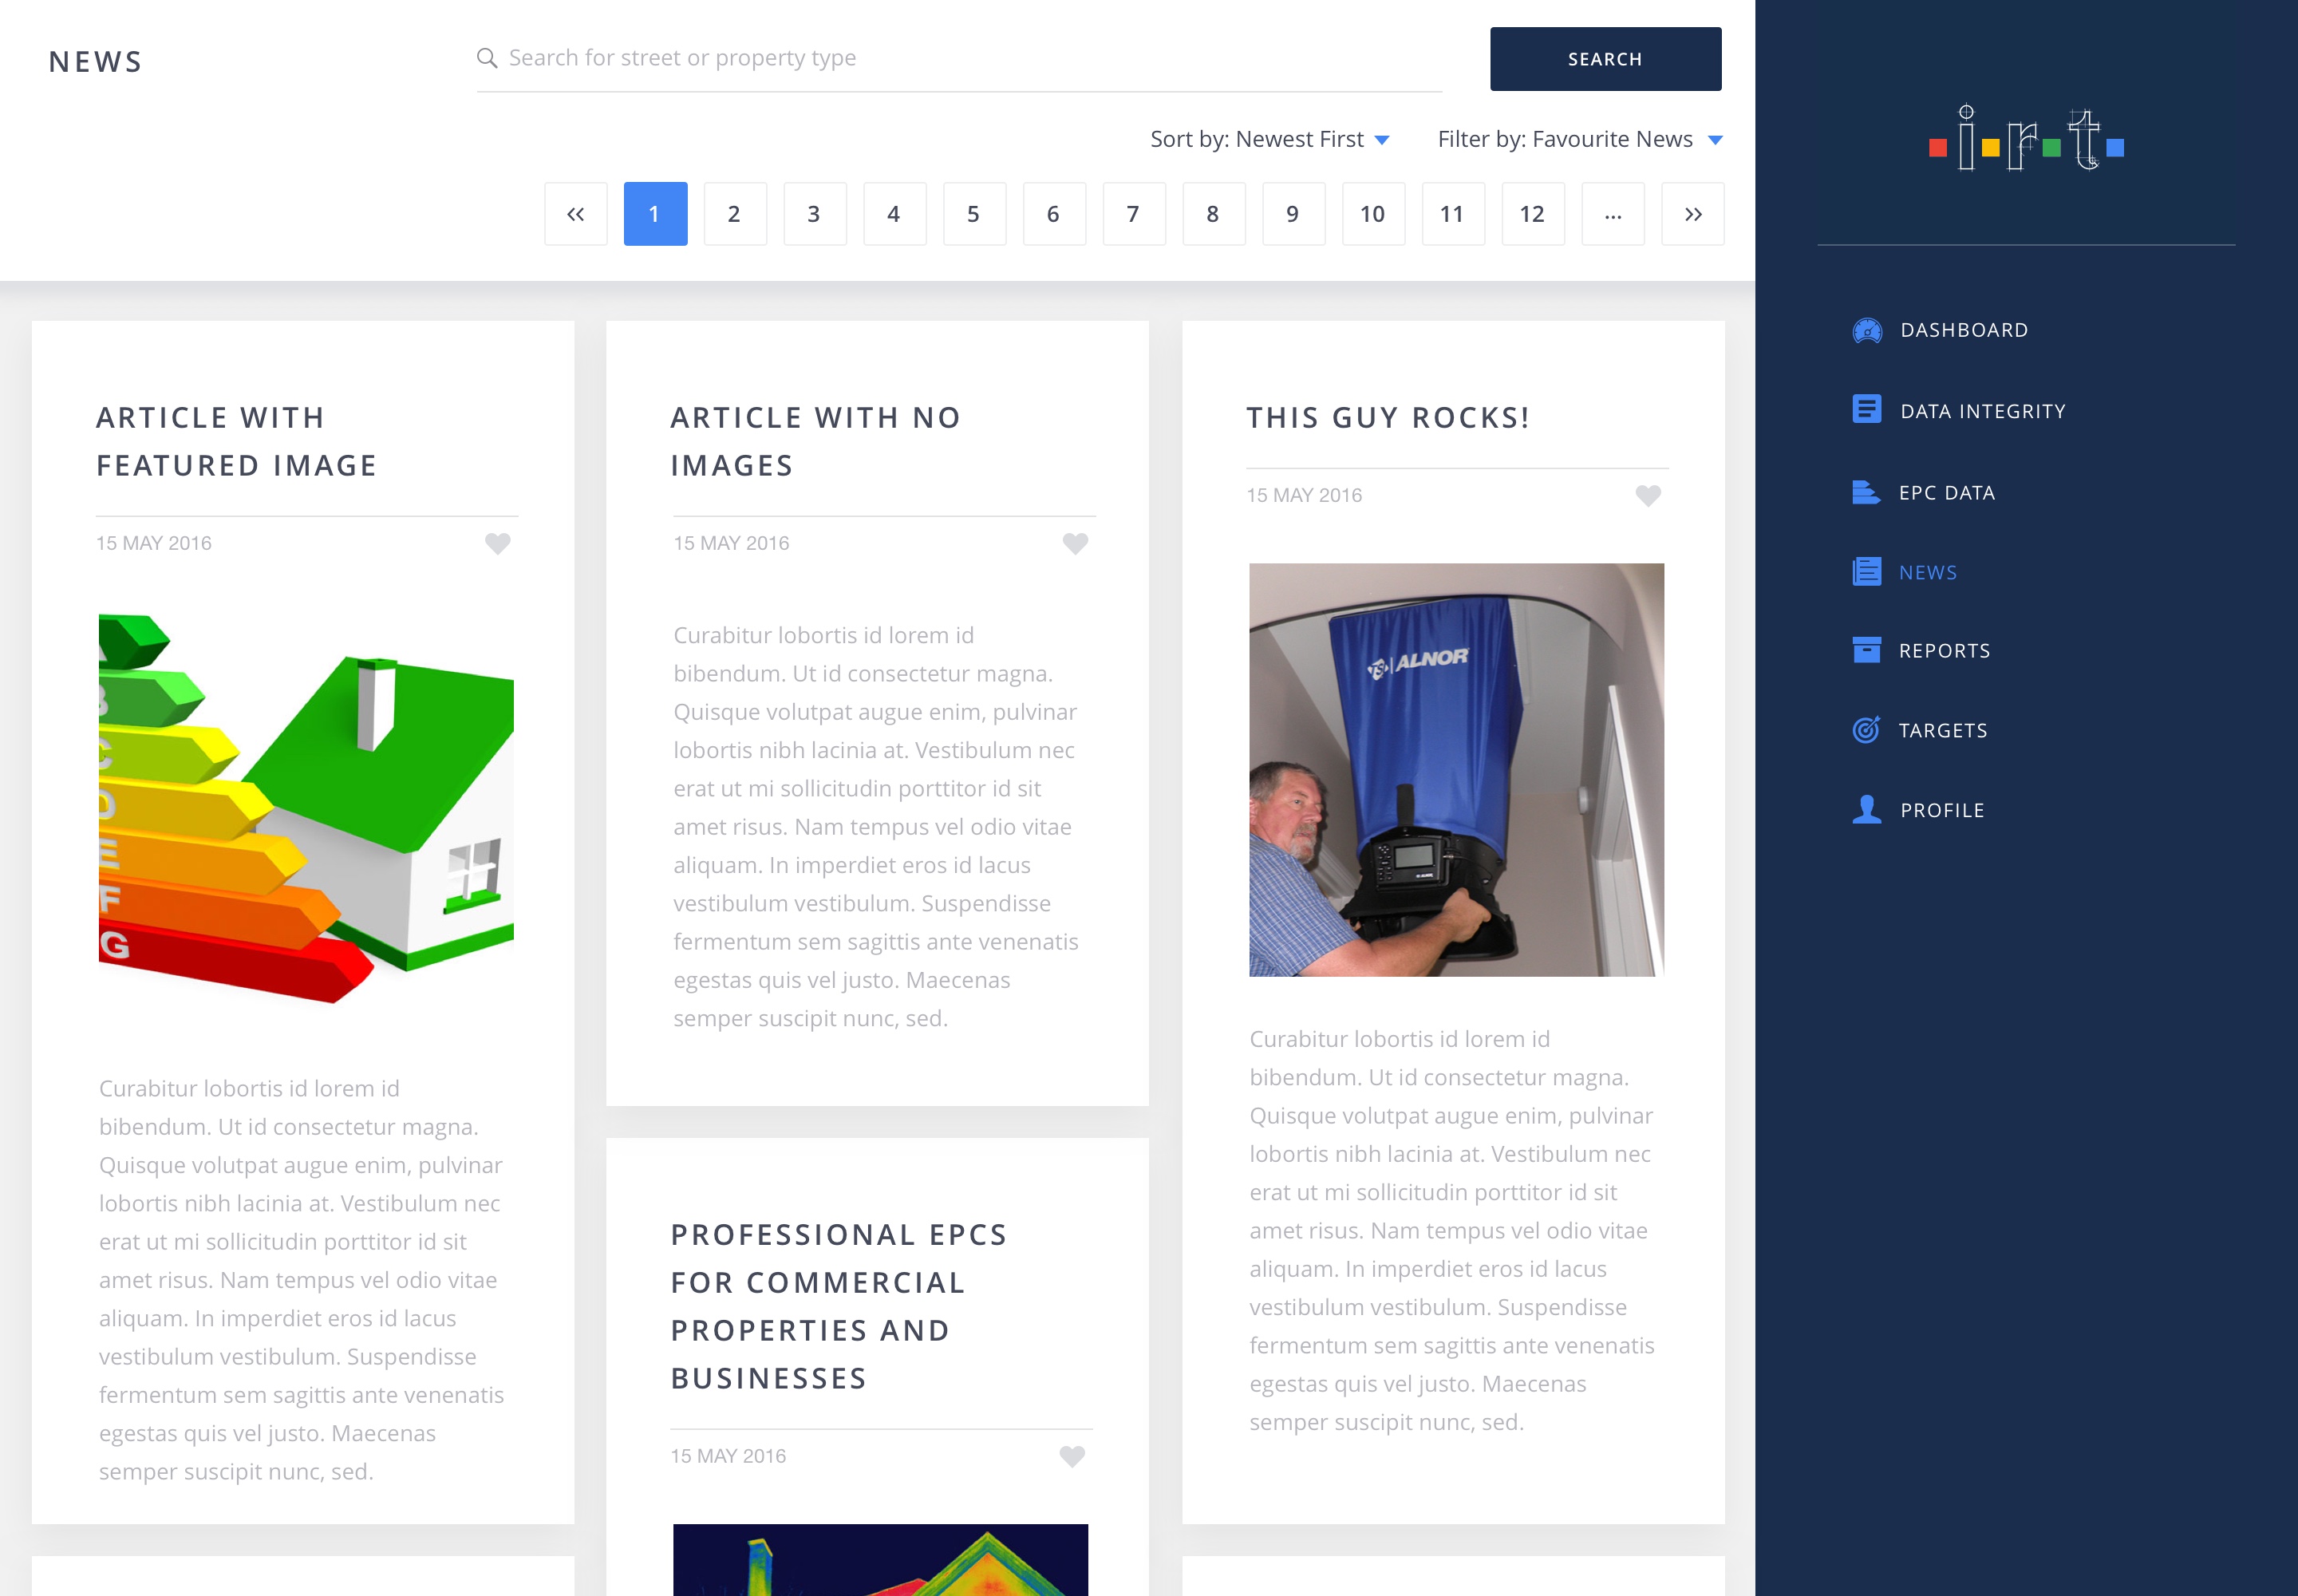 NEWS
Search for street or property type
SEARCH
Sort by: Newest First
Filter by: Favourite News
« 1 2 3 4 5 6 7 8 9 10 11 12 ... »
ARTICLE WITH
FEATURED IMAGE
15 MAY 2016
B
C
D
E
F
G
Curabitur lobortis id lorem id
bibendum. Ut id consectetur magna.
Quisque volutpat augue enim, pulvinar
lobortis nibh lacinia at. Vestibulum nec
erat ut mi sollicitudin porttitor id sit
amet risus. Nam tempus vel odio vitae
aliquam. In imperdiet eros id lacus
vestibulum vestibulum. Suspendisse
fermentum sem sagittis ante venenatis
egestas quis vel justo. Maecenas
semper suscipit nunc, sed.
ARTICLE WITH NO
IMAGES
15 MAY 2016
Curabitur lobortis id lorem id
bibendum. Ut id consectetur magna.
Quisque volutpat augue enim, pulvinar
lobortis nibh lacinia at. Vestibulum nec
erat ut mi sollicitudin porttitor id sit
amet risus. Nam tempus vel odio vitae
aliquam. In imperdiet eros id lacus
vestibulum vestibulum. Suspendisse
fermentum sem sagittis ante venenatis
egestas quis vel justo. Maecenas
semper suscipit nunc, sed.
PROFESSIONAL EPCS
FOR COMMERCIAL
PROPERTIES AND
BUSINESSES
15 MAY 2016
THIS GUY ROCKS!
15 MAY 2016
TSI ALNOR
Curabitur lobortis id lorem id
bibendum. Ut id consectetur magna.
Quisque volutpat augue enim, pulvinar
lobortis nibh lacinia at. Vestibulum nec
erat ut mi sollicitudin porttitor id sit
amet risus. Nam tempus vel odio vitae
aliquam. In imperdiet eros id lacus
vestibulum vestibulum. Suspendisse
fermentum sem sagittis ante venenatis
egestas quis vel justo. Maecenas
semper suscipit nunc, sed.
i r t
DASHBOARD
DATA INTEGRITY
EPC DATA
NEWS
REPORTS
TARGETS
PROFILE